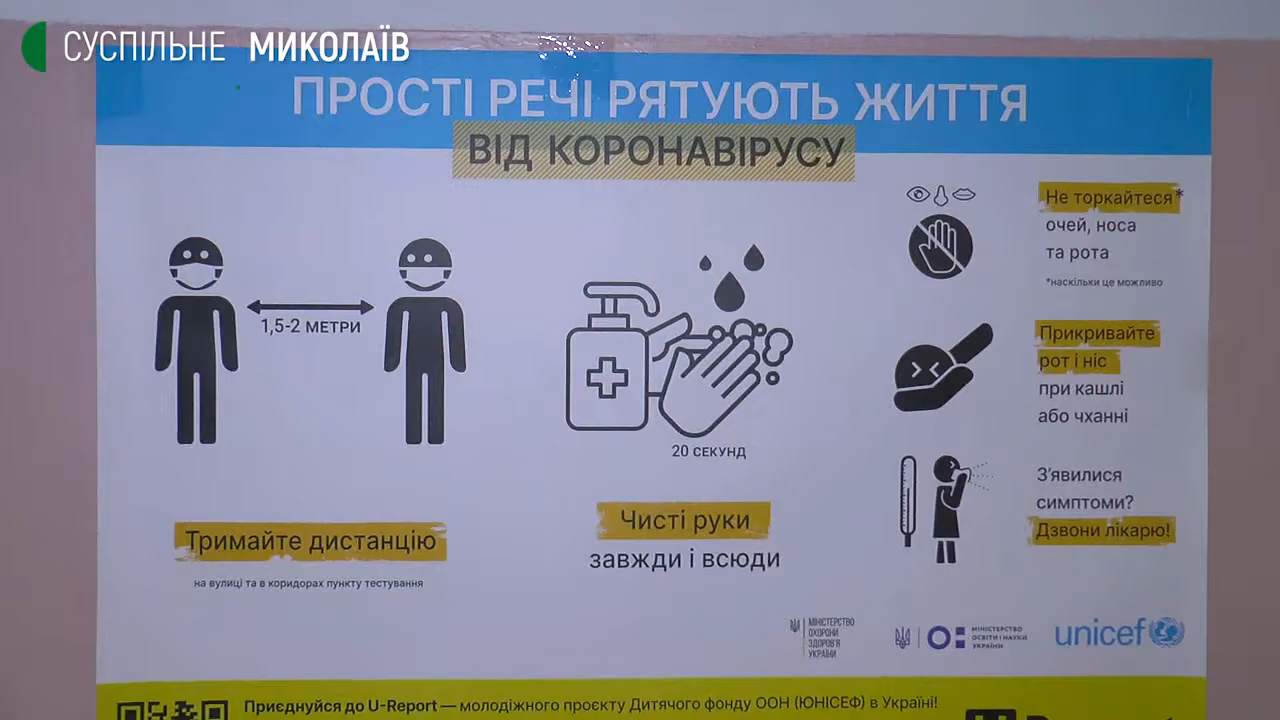 СУСПІЛЬНЕ МИКОЛАЇВ
ПРОСТІ РЕЧІ РЯТУЮТЬ ЖИТТЯ
ВІД КОРОНАВІРУСУ
1,5-2 МЕТРИ
Тримайте дистанцію
на вулиці та в коридорах пункту тестування
20 СЕКУНД
Чисті руки
завжди і всюди
Не торкайтеся*
очей, носа
та рота
*наскільки це можливо
Прикривайте
рот і ніс
при кашлі
або чханні
З'явилися
симптоми?
Дзвони лікарю!
МІНІСТЕРСТВО
ОХОРОНИ
ЗДОРОВ'Я
УКРАЇНИ
МІНІСТЕРСТВО
ОСВІТИ І НАУКИ
УКРАЇНИ
unicef
Приєднуйся до U-Report — молодіжного проєкту Дитячого фонду ООН (ЮНІСЕФ) в Україні!